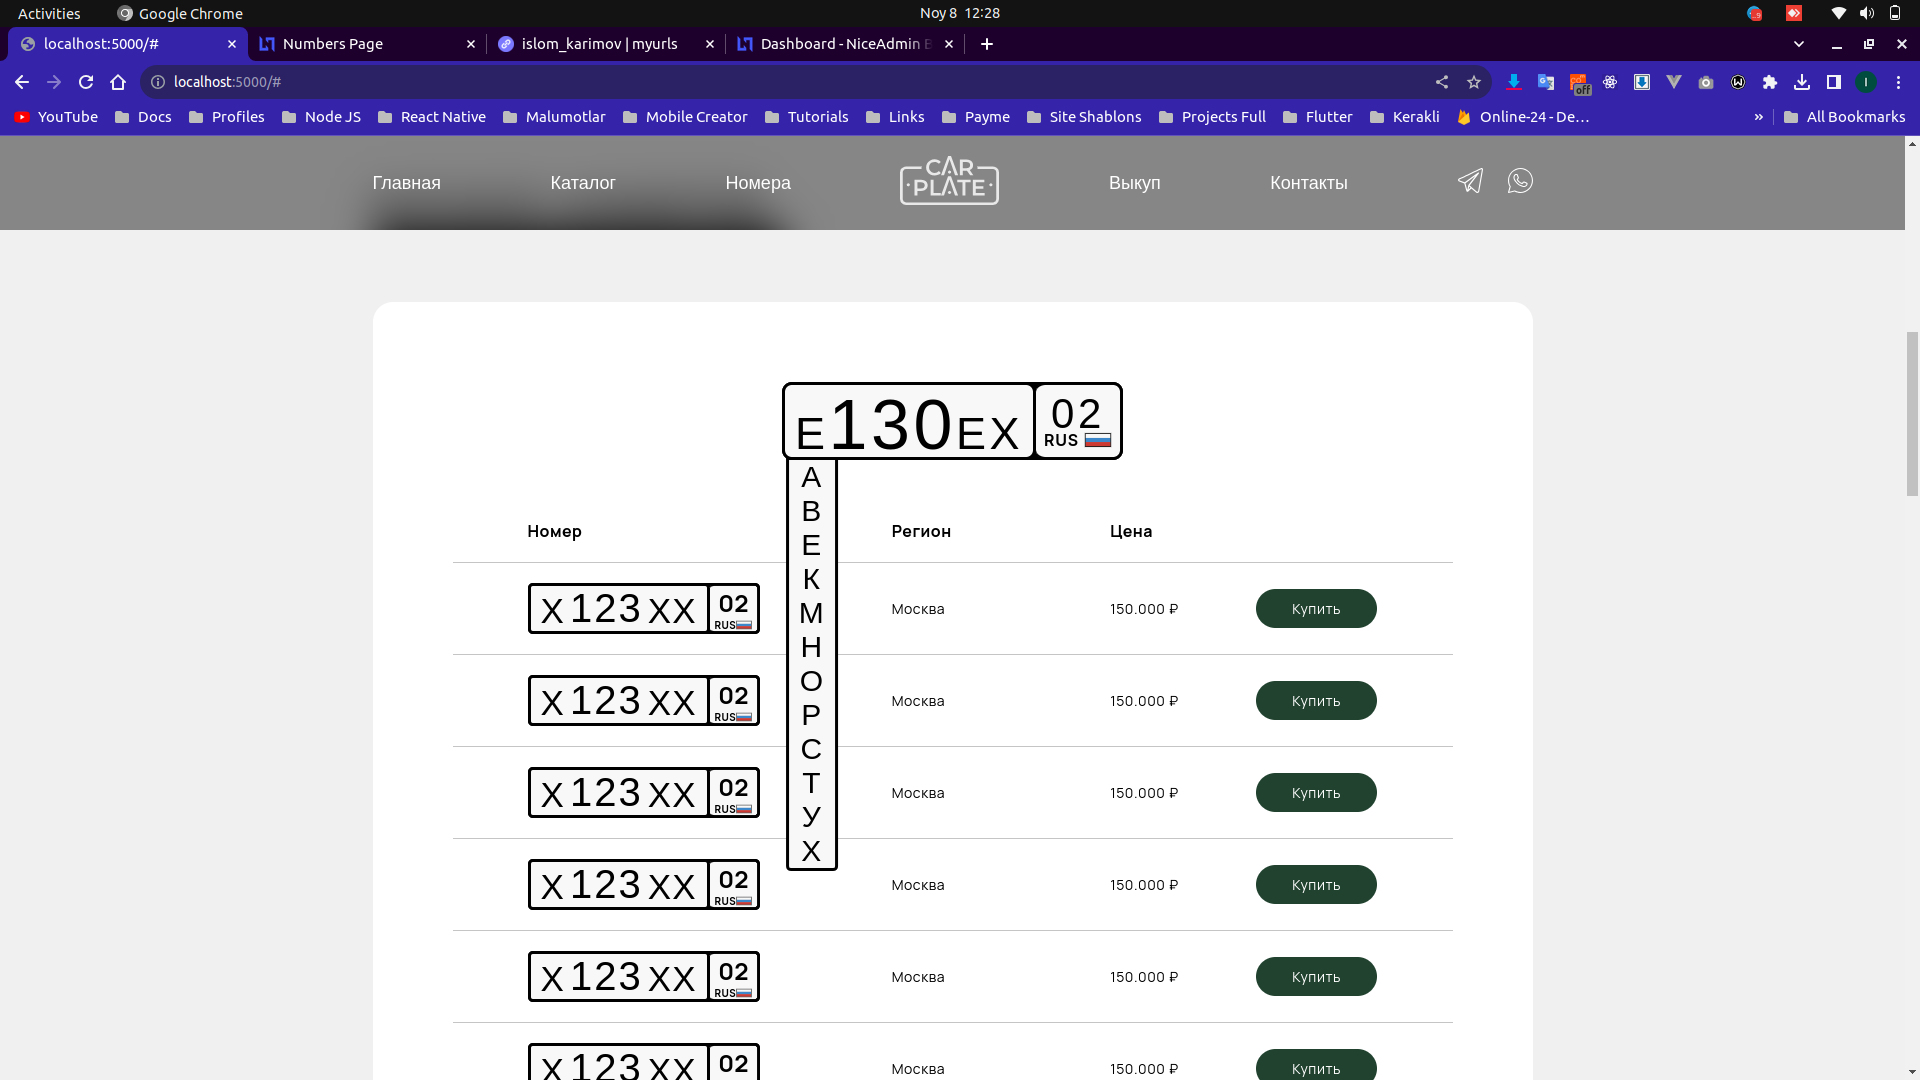 Activities
Google Chrome
Noy 8 12:28
localhost:5000/#
Numbers Page
islom_karimov | myurls
Dashboard - NiceAdmin B
localhost:5000/#
off
I
YouTube
Docs
Profiles
Node JS
React Native
Malumotlar
Mobile Creator
Tutorials
Links
Payme
Site Shablons
Projects Full
Flutter
Kerakli
Online-24 - De...
»
All Bookmarks
Главная
Каталог
Номера
CAR
PLATE
Выкуп
Контакты
E130EX
02
RUS
А
В
Е
К
М
Н
О
Р
С
Т
У
Х
Номер
Регион
Цена
X 123 XX 02
RUS
Москва
150.000 ₽
Купить
X 123 XX 02
RUS
Москва
150.000 ₽
Купить
X 123 XX 02
RUS
Москва
150.000 ₽
Купить
X 123 XX 02
RUS
Москва
150.000 ₽
Купить
X 123 XX 02
RUS
Москва
150.000 ₽
Купить
X 123 XX 02
Москва
150.000 ₽
Купить